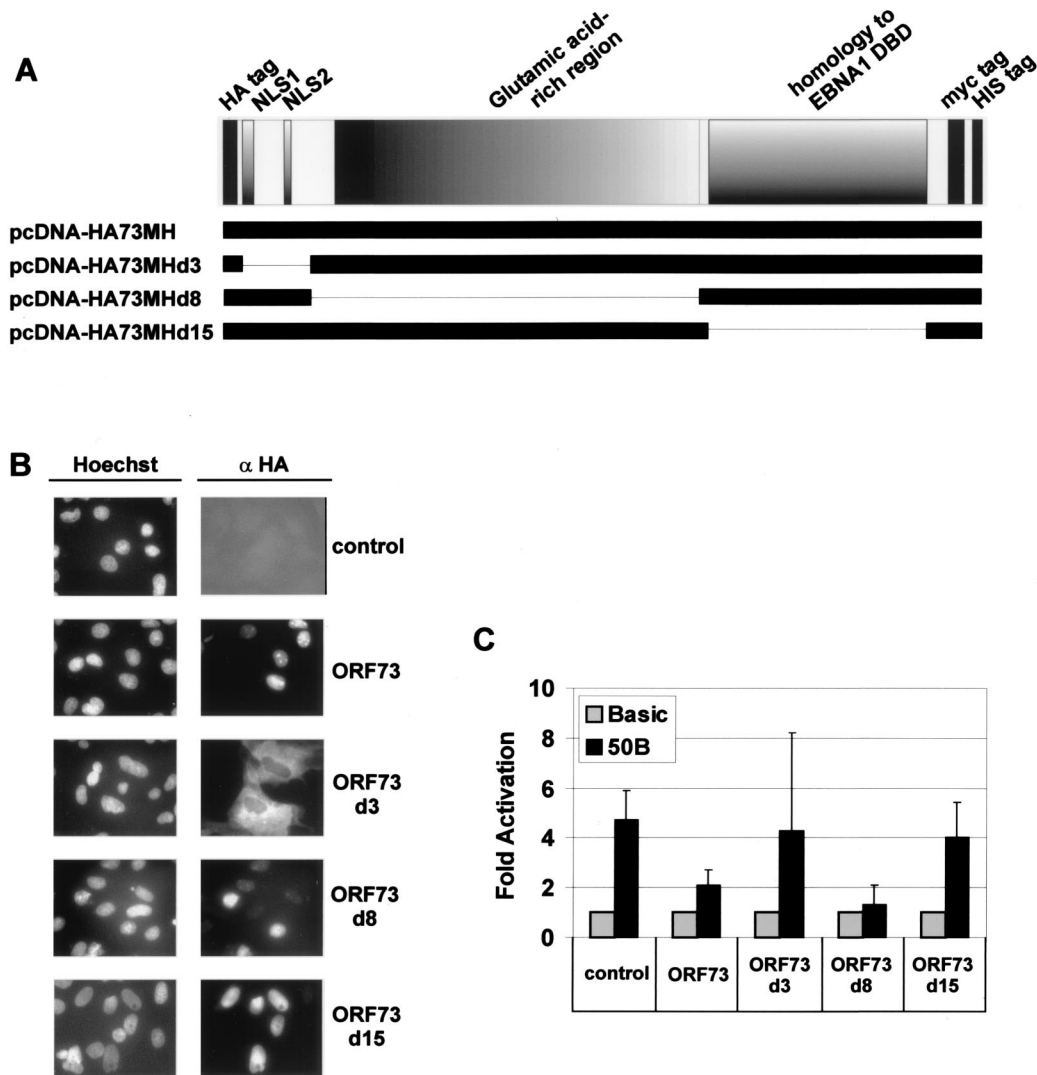 A
HA tag
NLS1
NLS2
Glutamic acid-
rich region
homology to
EBNA1 DBD
myc tag
HIS tag
pcDNA-HA73MH
pcDNA-HA73MHd3
pcDNA-HA73MHd8
pcDNA-HA73MHd15
B
Hoechst
α HA
control
ORF73
ORF73
d3
ORF73
d8
ORF73
d15
C
Fold Activation
10
8
6
4
2
0
Basic
50B
control
ORF73
ORF73
d3
ORF73
d8
ORF73
d15